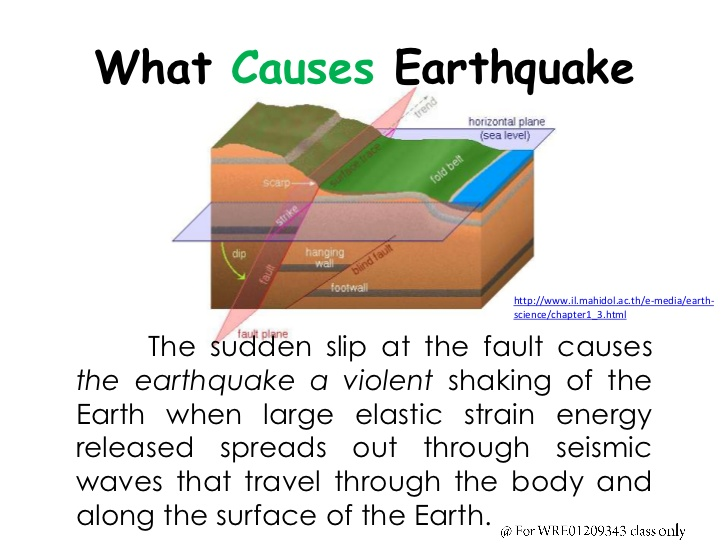 What Causes Earthquake
trend
horizontal plane
(sea level)
surface trace
fold belt
scarp
strike
dip
hanging
wall
blind fault
fault
footwall
http://www.il.mahidol.ac.th/e-media/earth-
science/chapter1_3.html
fault plane
The sudden slip at the fault causes
the earthquake a violent shaking of the
Earth when large elastic strain energy
released spreads out through seismic
waves that travel through the body and
along the surface of the Earth.
@ For WRE01209343 class only